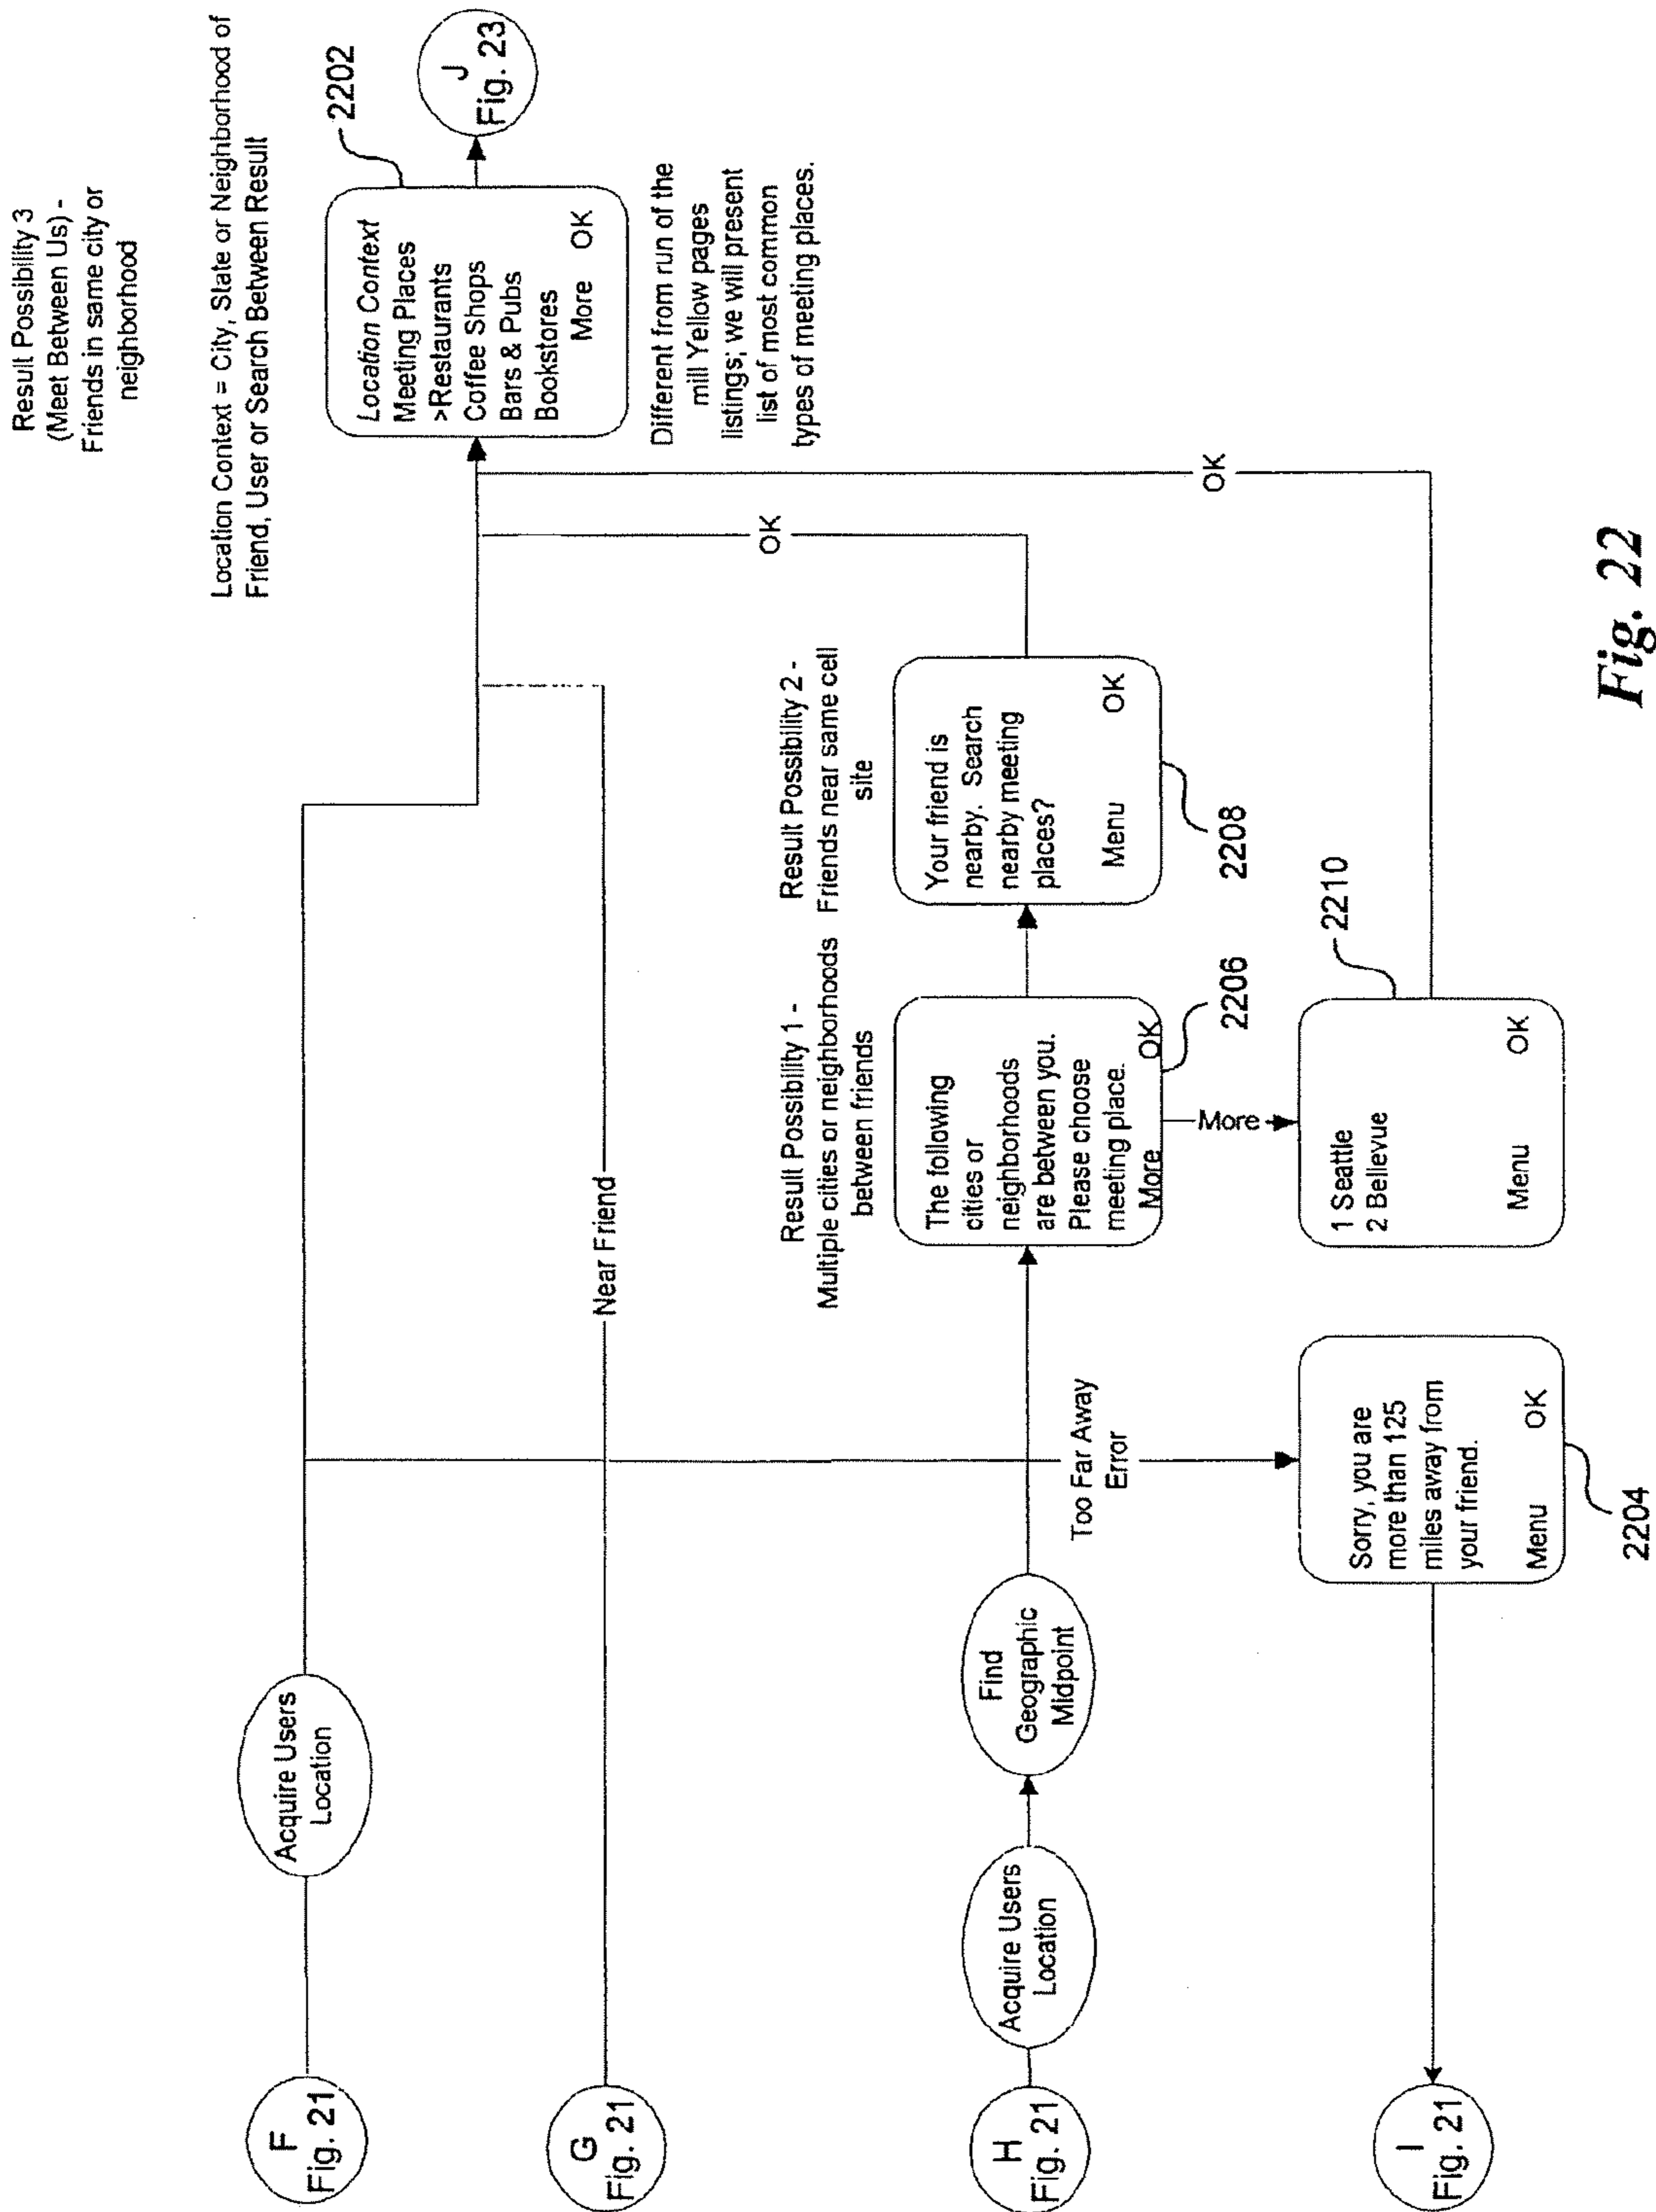 Result Possibility 3
(Meet Between Us) -
Friends in same city or
neighborhood
Location Context = City, State or Neighborhood of
Friend, User or Search Between Result
F
Fig. 21
Acquire Users
Location
2202
Location Context
Meeting Places
>Restaurants
Coffee Shops
Bars & Pubs
Bookstores
More OK
J
Fig. 23
Different from run of the
mill Yellow pages
listings; we will present
list of most common
types of meeting places.
G
Fig. 21
Near Friend
OK
OK
H
Fig. 21
Acquire Users
Location
Find
Geographic
Midpoint
Result Possibility 1 -
Multiple cities or neighborhoods
between friends
The following
cities or
neighborhoods
are between you.
Please choose
meeting place.
More OK
2206
Result Possibility 2 -
Friends near same cell
site
Your friend is
nearby. Search
nearby meeting
places?
Menu OK
2208
Too Far Away
Error
More
I
Fig. 21
Sorry, you are
more than 125
miles away from
your friend.
Menu OK
2204
1 Seattle
2 Bellevue
Menu OK
2210
Fig. 22